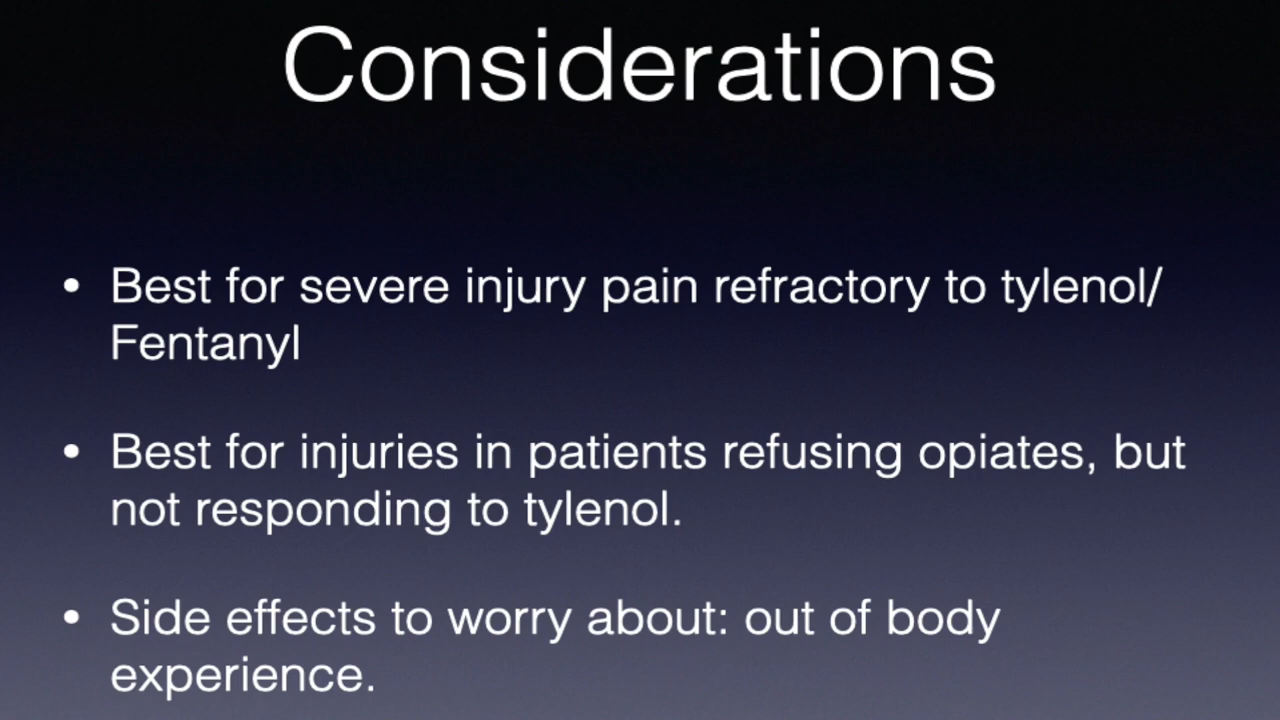 Considerations
• Best for severe injury pain refractory to tylenol/
Fentanyl
• Best for injuries in patients refusing opiates, but
not responding to tylenol.
• Side effects to worry about: out of body
experience.